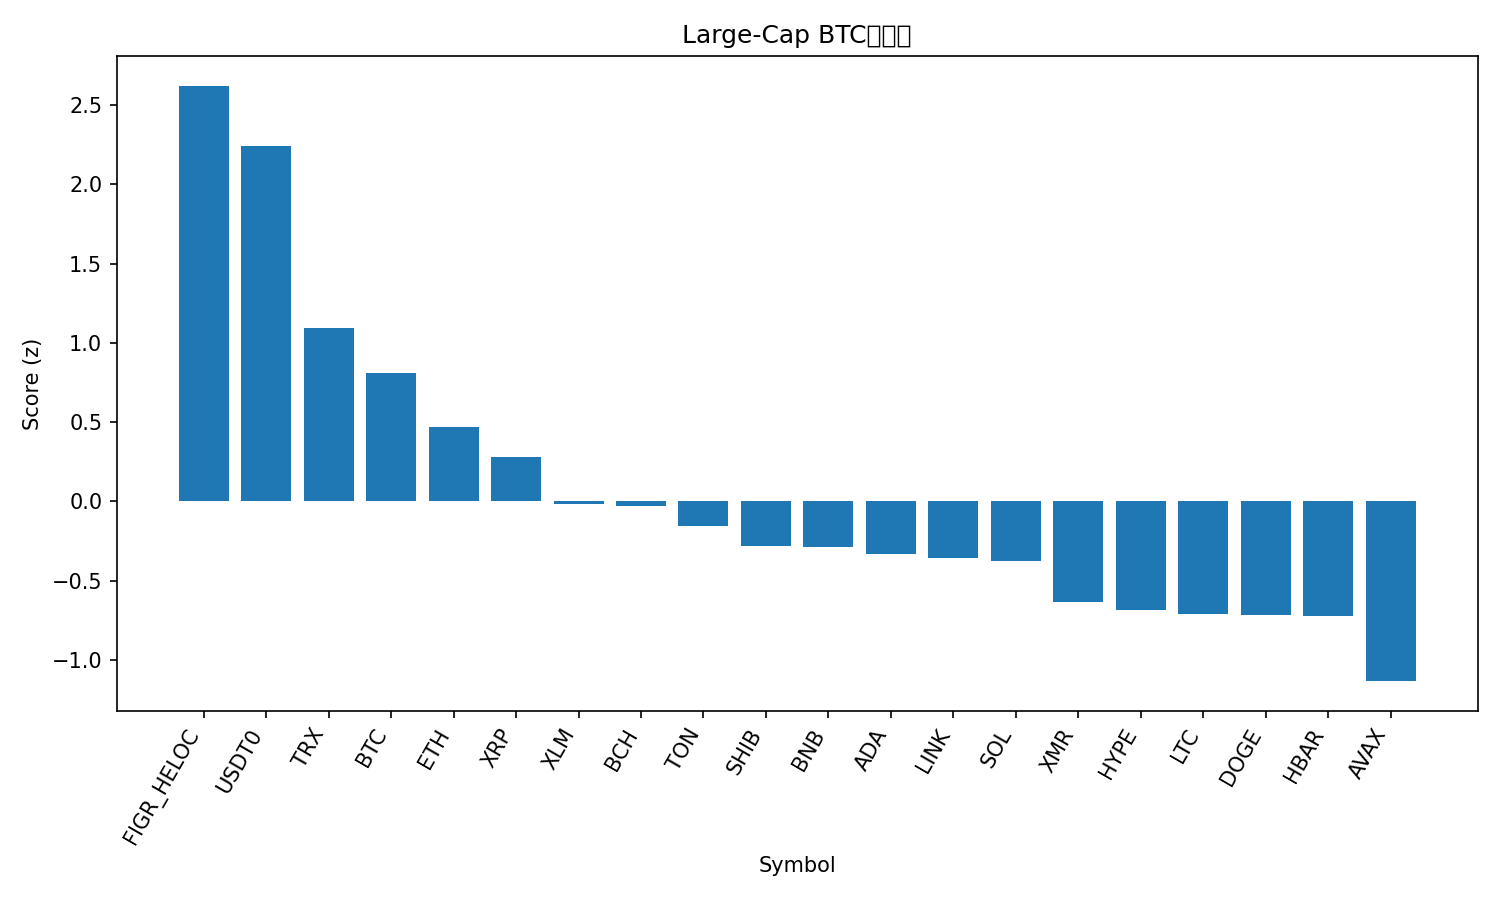 Large-Cap BTC
Score (z)
2.5
2.0
1.5
1.0
0.5
0.0
−0.5
−1.0
FIGR_HELOC
USDT0
TRX
BTC
ETH
XRP
XLM
BCH
TON
SHIB
BNB
ADA
LINK
SOL
XMR
HYPE
LTC
DOGE
HBAR
AVAX
Symbol